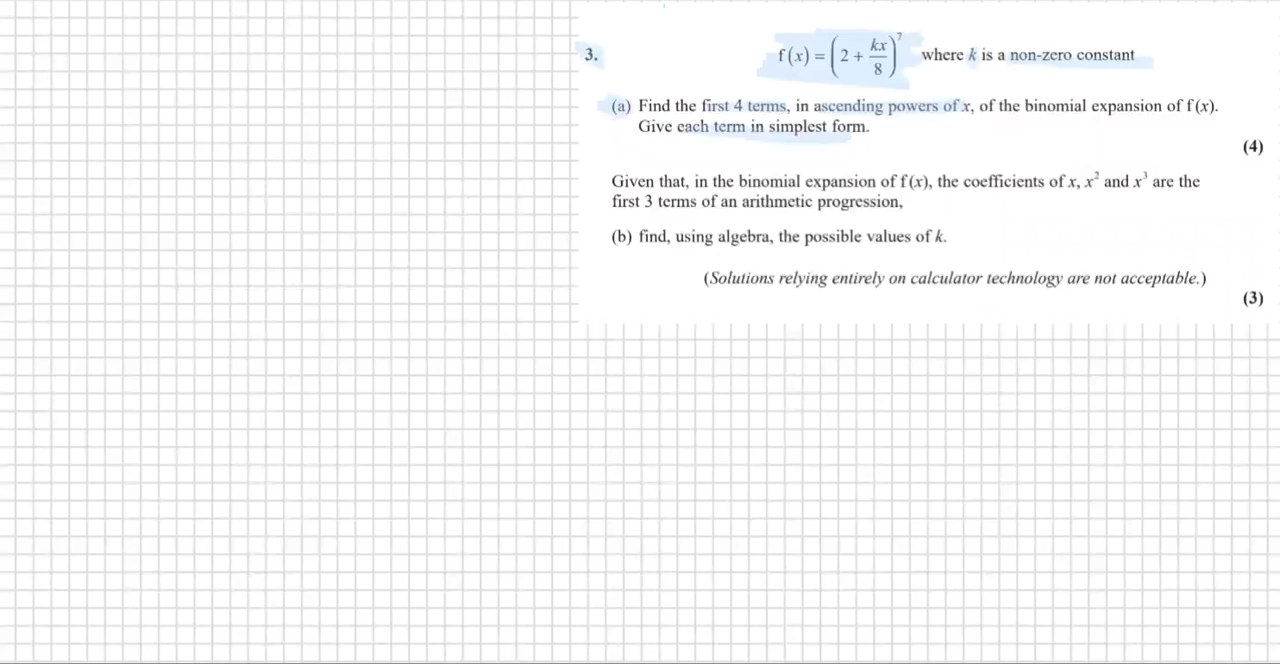 3. f(x) = (2 + kx/8)^7 where k is a non-zero constant
(a) Find the first 4 terms, in ascending powers of x, of the binomial expansion of f(x).
Give each term in simplest form.
(4)
Given that, in the binomial expansion of f(x), the coefficients of x, x² and x³ are the
first 3 terms of an arithmetic progression,
(b) find, using algebra, the possible values of k.
(Solutions relying entirely on calculator technology are not acceptable.)
(3)